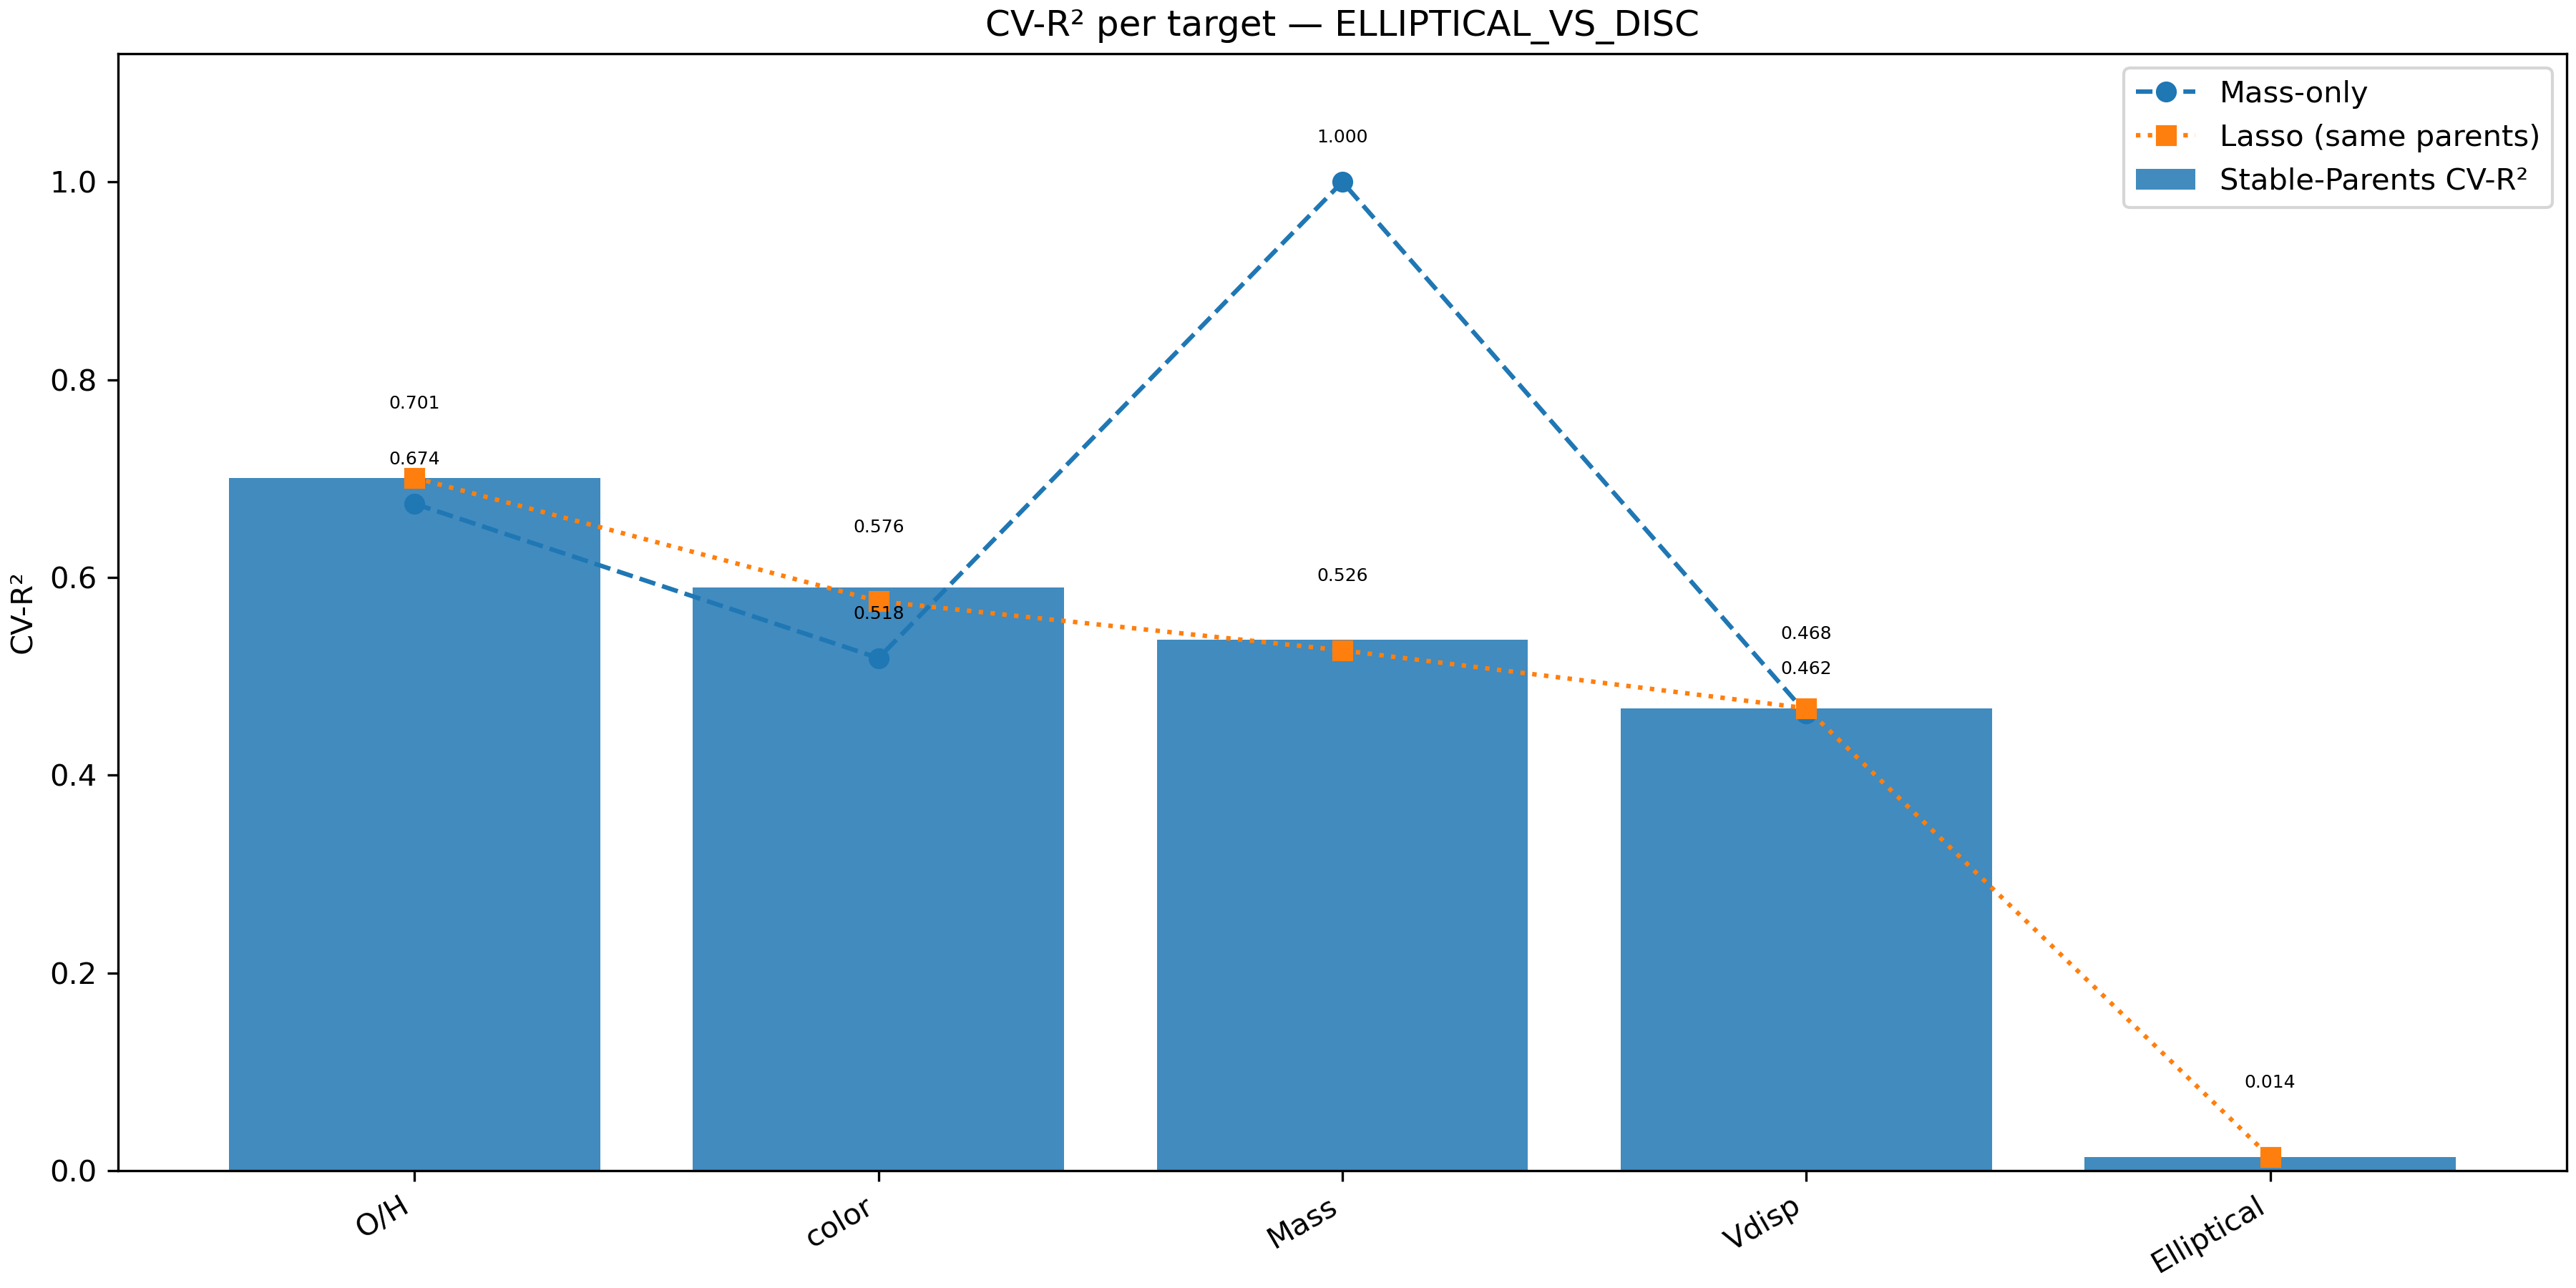 CV-R² per target — ELLIPTICAL_VS_DISC
Mass-only
Lasso (same parents)
Stable-Parents CV-R²
CV-R²
1.0
0.8
0.6
0.4
0.2
0.0
0.701
0.674
0.576
0.518
1.000
0.526
0.468
0.462
0.014
O/H
color
Mass
Vdisp
Elliptical